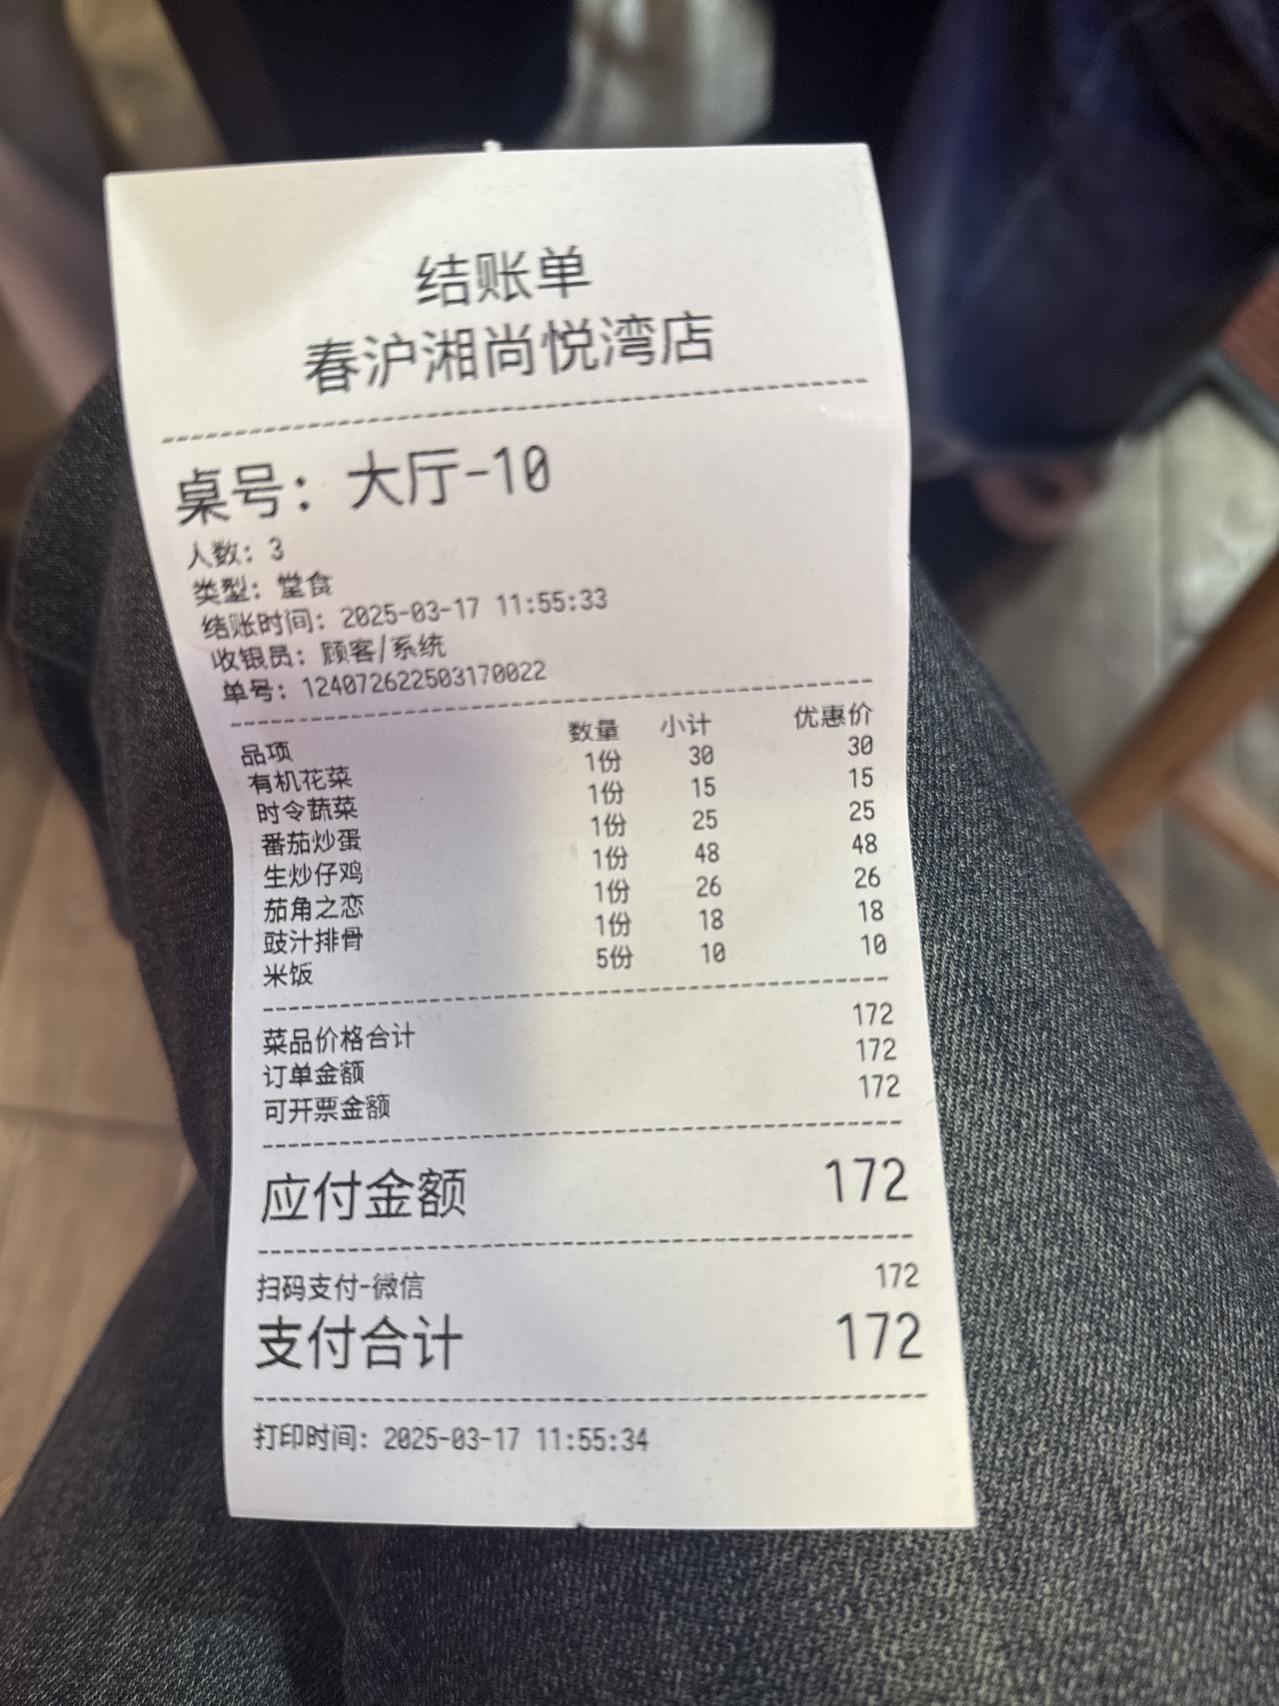 结账单
春沪湘尚悦湾店
桌号：大厅-10
人数：3
类型：堂食
结账时间：2025-03-17 11:55:33
收银员：顾客/系统
单号：124072622503170022
品项 数量 小计 优惠价
有机花菜 1份 30 30
时令蔬菜 1份 15 15
番茄炒蛋 1份 25 25
生炒仔鸡 1份 48 48
茄角之恋 1份 26 26
豉汁排骨 1份 18 18
米饭 5份 10 10
菜品价格合计 172
订单金额 172
可开票金额 172
应付金额 172
扫码支付-微信 172
支付合计 172
打印时间：2025-03-17 11:55:34